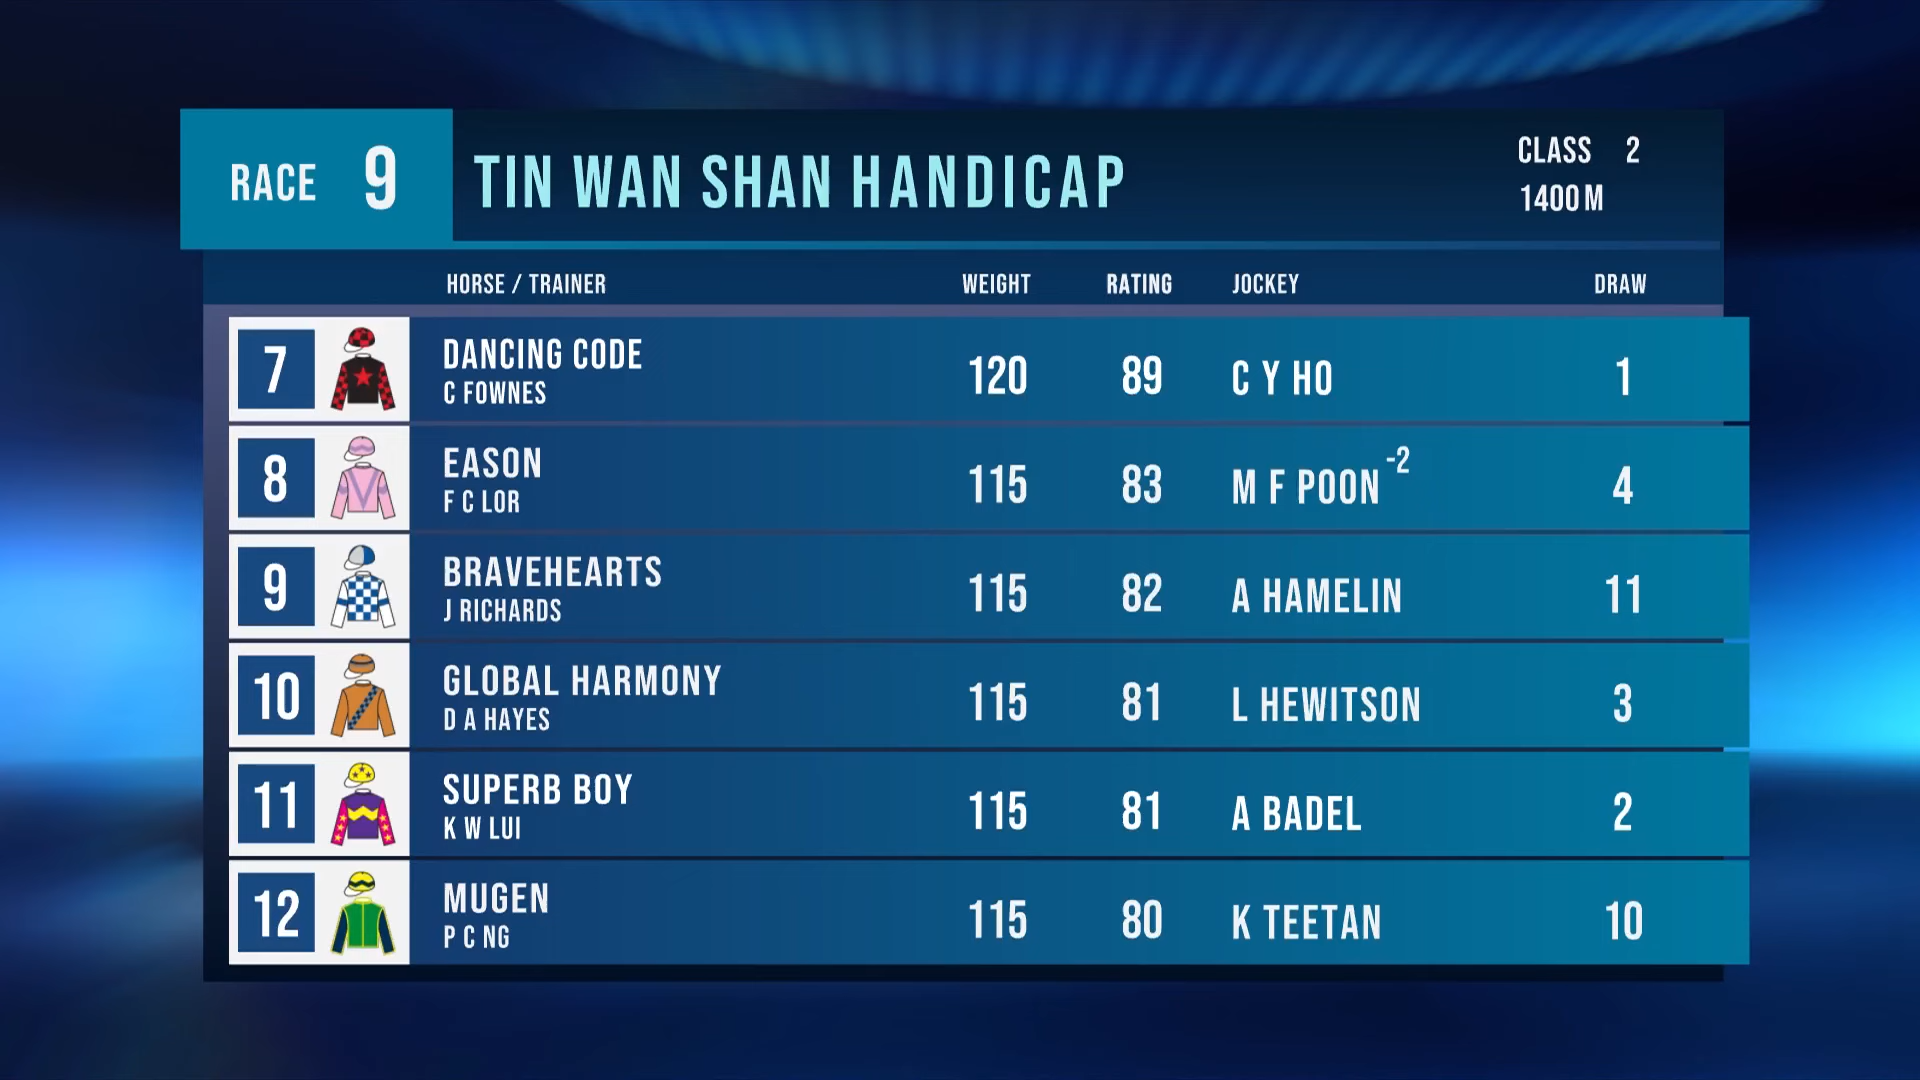 RACE 9 TIN WAN SHAN HANDICAP CLASS 2
1400M
HORSE / TRAINER WEIGHT RATING JOCKEY DRAW
7 DANCING CODE 120 89 C Y HO 1
C FOWNES
8 EASON 115 83 M F POON -2 4
F C LOR
9 BRAVEHEARTS 115 82 A HAMELIN 11
J RICHARDS
10 GLOBAL HARMONY 115 81 L HEWITSON 3
D A HAYES
11 SUPERB BOY 115 81 A BADEL 2
K W LUI
12 MUGEN 115 80 K TEETAN 10
P C NG